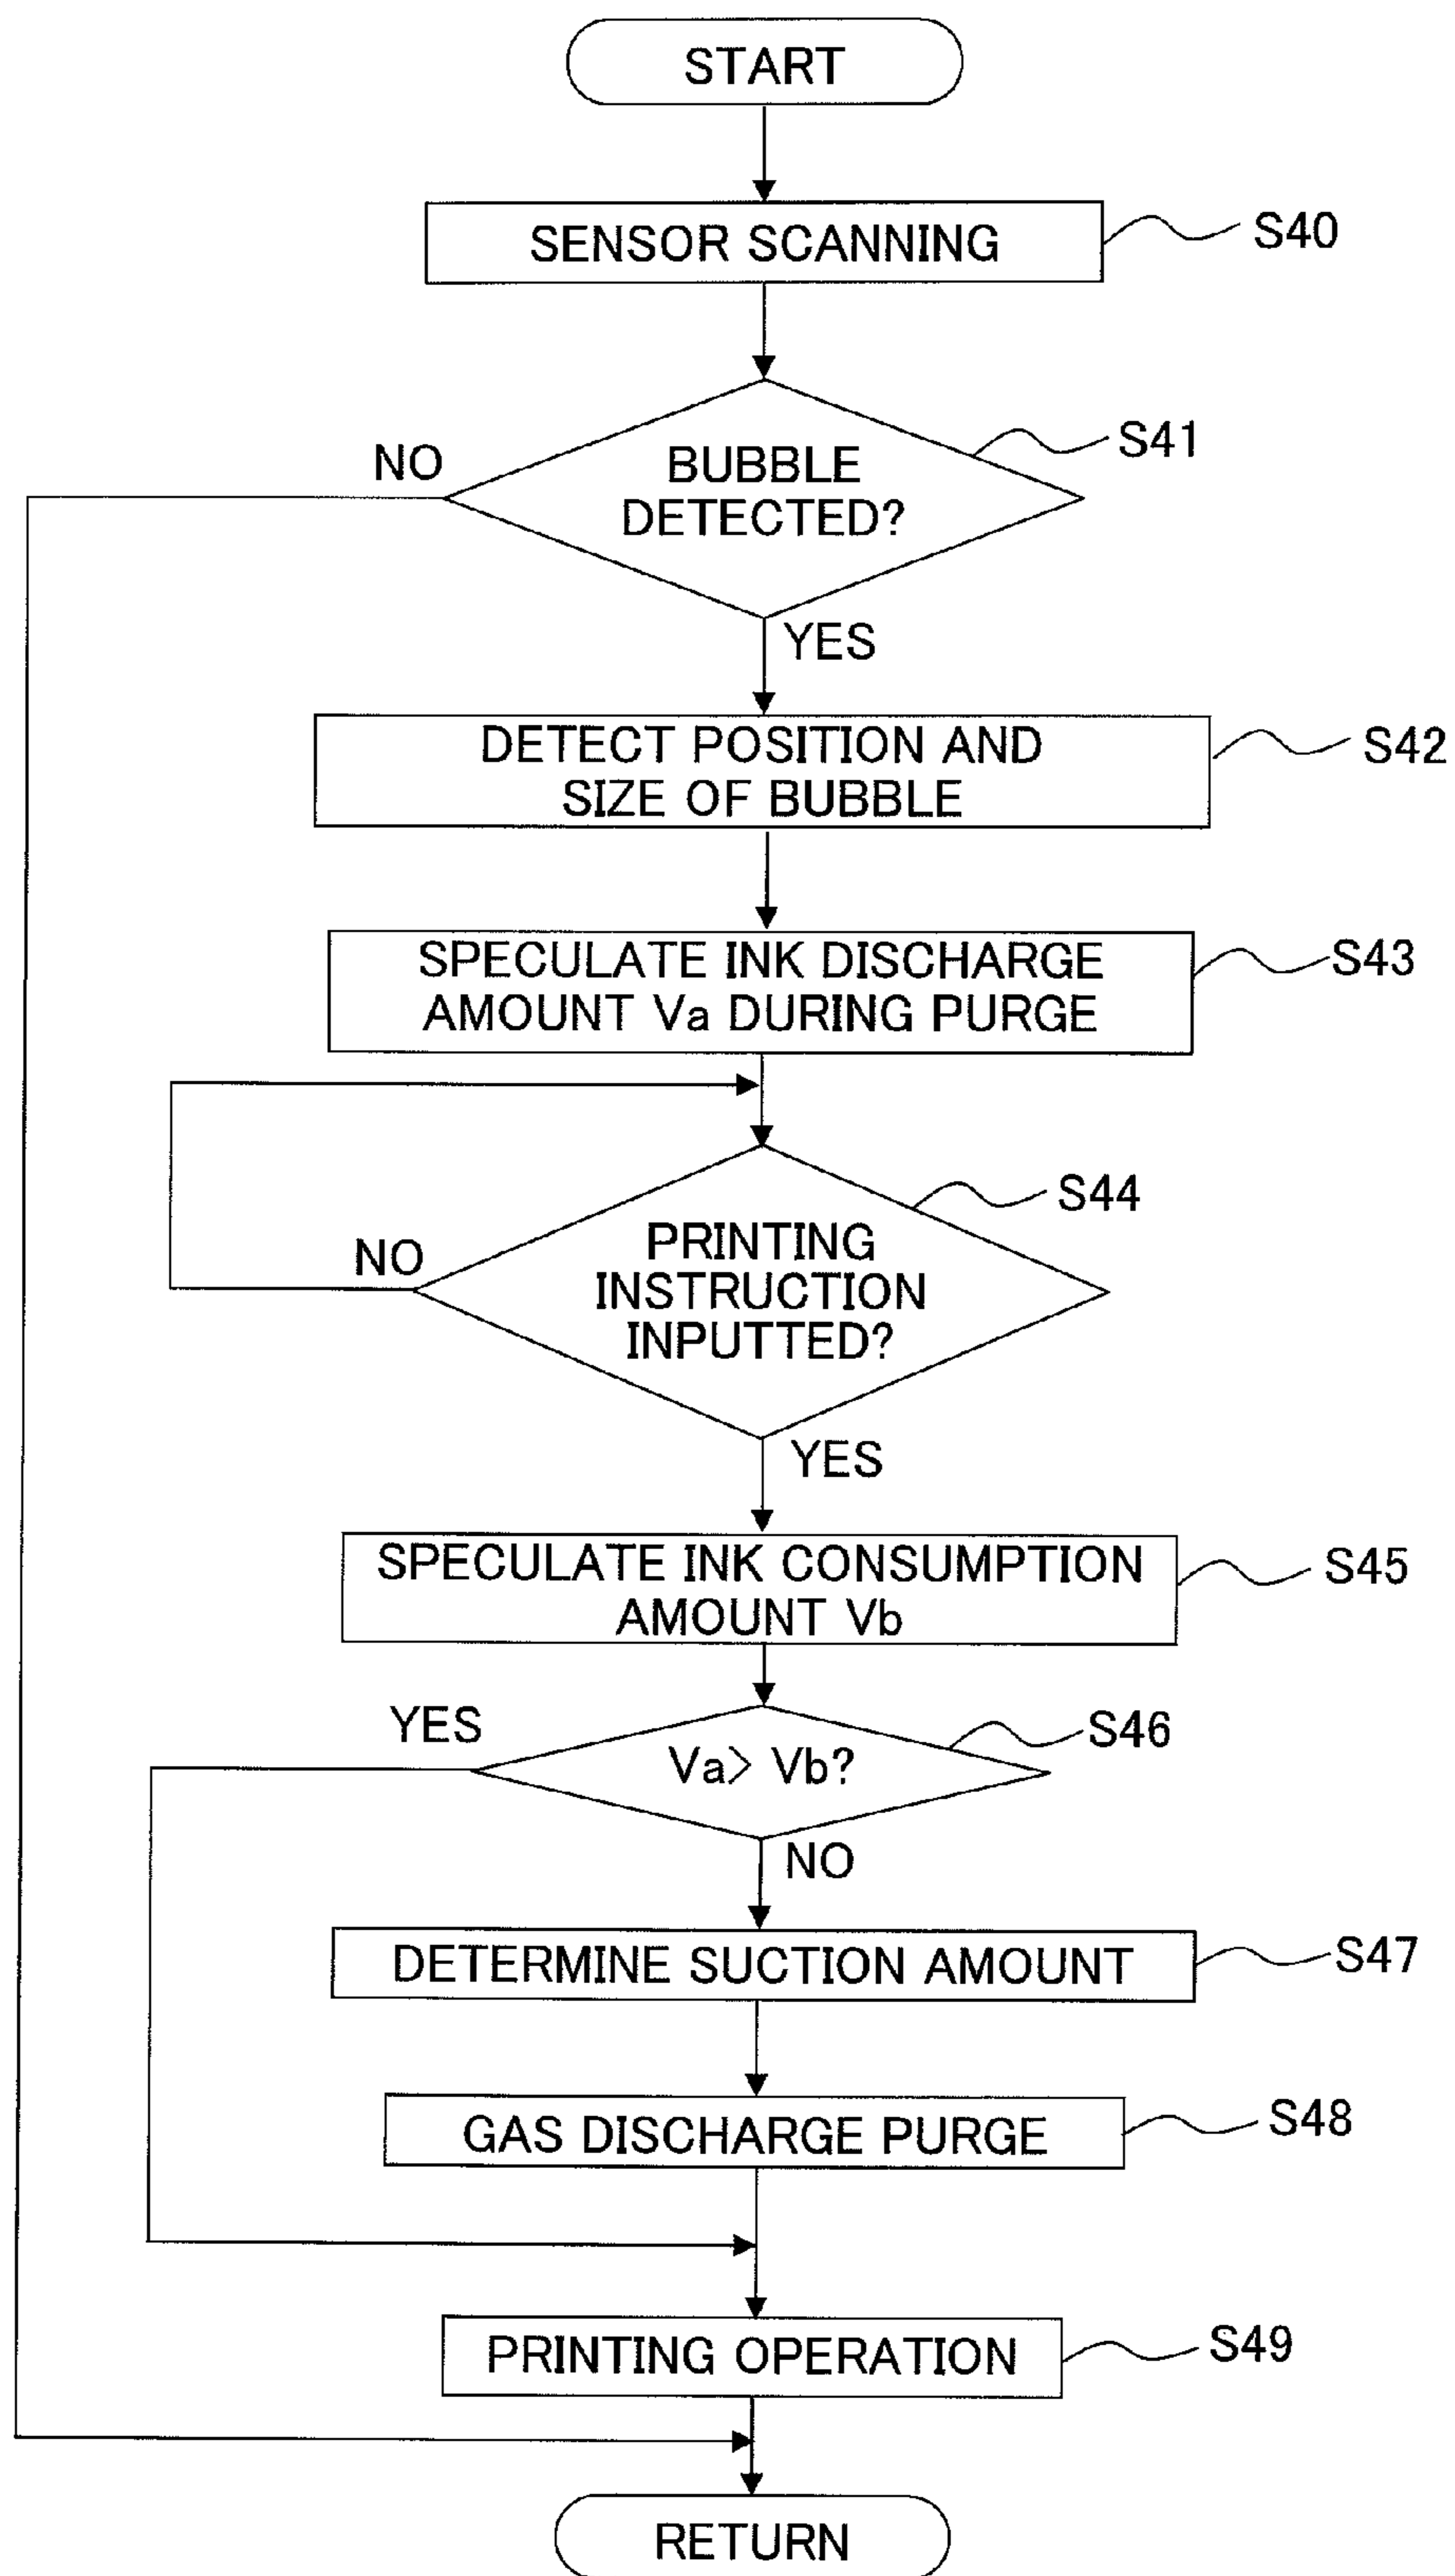 START
SENSOR SCANNING
S40
BUBBLE
DETECTED?
S41
NO
YES
DETECT POSITION AND
SIZE OF BUBBLE
S42
SPECULATE INK DISCHARGE
AMOUNT Va DURING PURGE
S43
PRINTING
INSTRUCTION
INPUTTED?
S44
NO
YES
SPECULATE INK CONSUMPTION
AMOUNT Vb
S45
Va> Vb?
S46
YES
NO
DETERMINE SUCTION AMOUNT
S47
GAS DISCHARGE PURGE
S48
PRINTING OPERATION
S49
RETURN